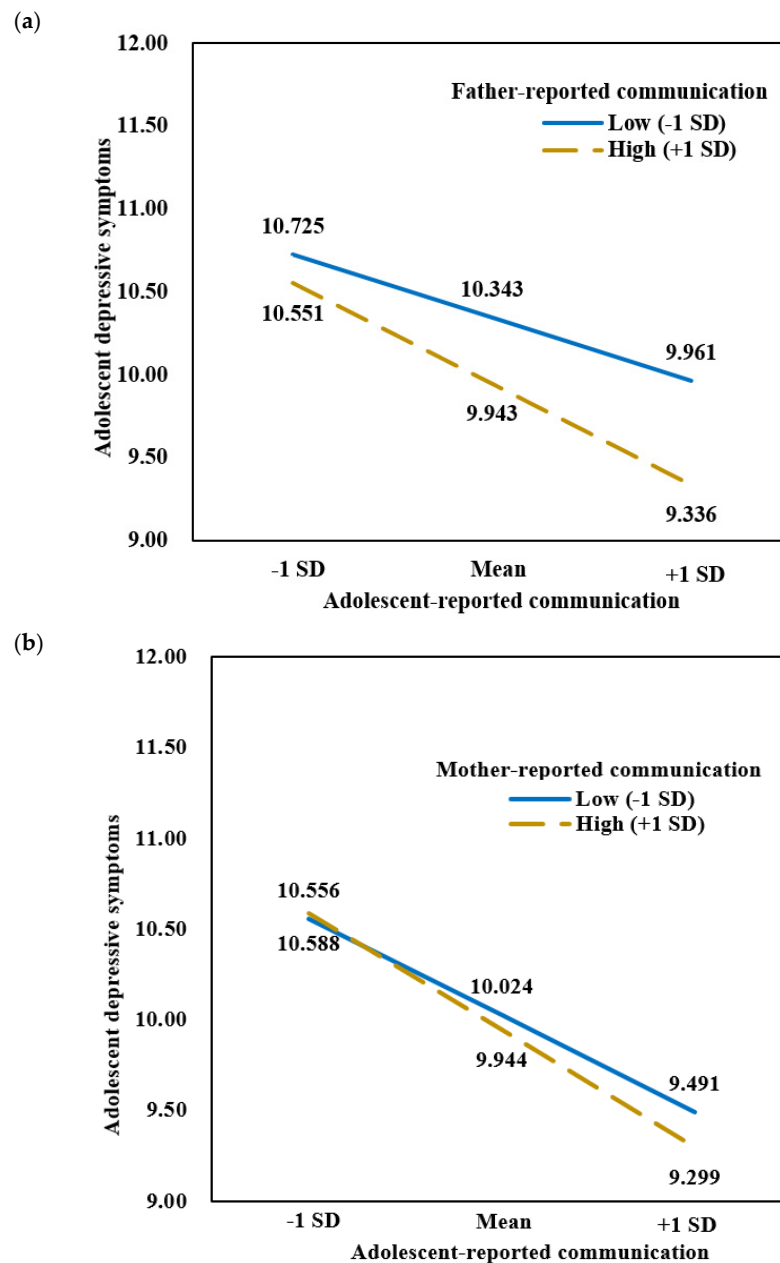 (a)
12.00
11.50
11.00
10.50
10.00
9.50
9.00
Adolescent depressive symptoms
Father-reported communication
Low (-1 SD)
High (+1 SD)
10.725
10.551
10.343
9.943
9.961
9.336
-1 SD Mean +1 SD
Adolescent-reported communication
(b)
12.00
11.50
11.00
10.50
10.00
9.50
9.00
Adolescent depressive symptoms
Mother-reported communication
Low (-1 SD)
High (+1 SD)
10.556
10.588
10.024
9.944
9.491
9.299
-1 SD Mean +1 SD
Adolescent-reported communication